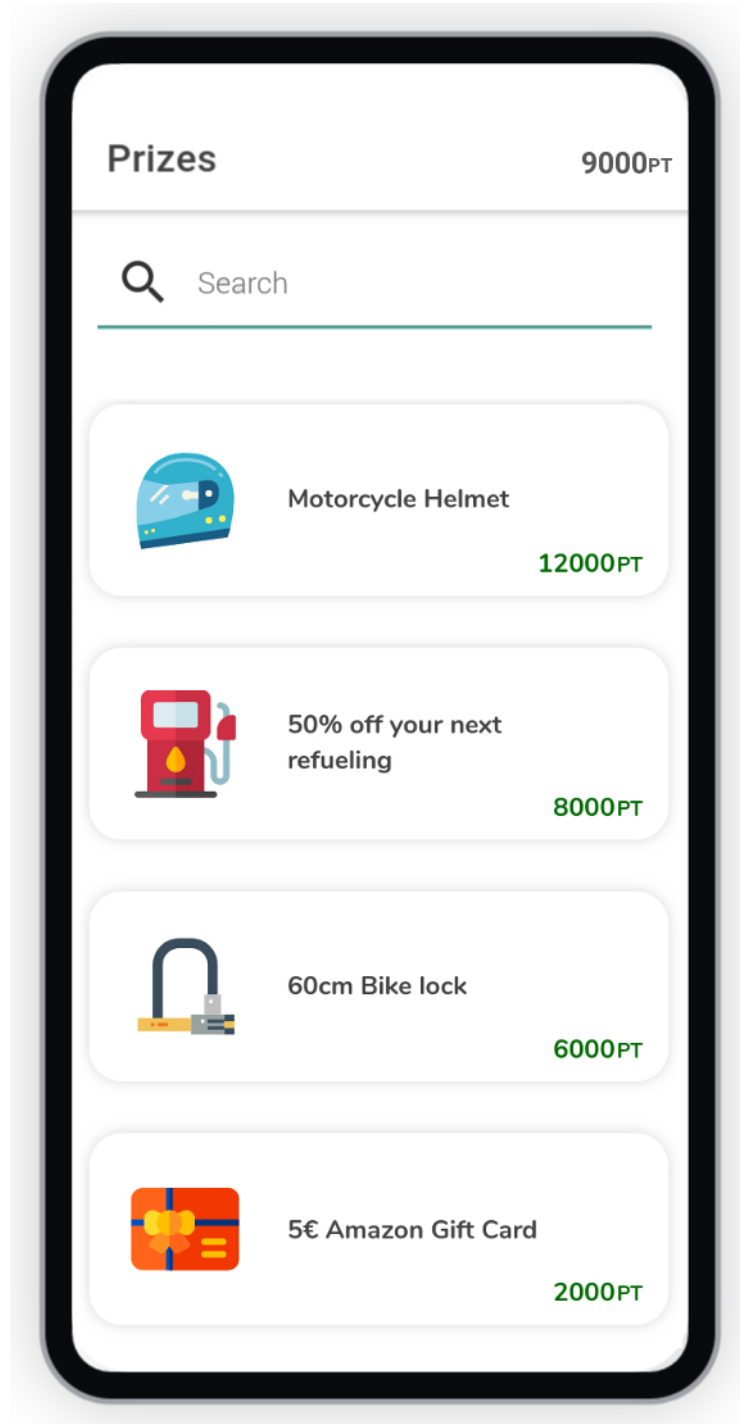 Prizes
9000PT
Search
Motorcycle Helmet
12000PT
50% off your next
refueling
8000PT
60cm Bike lock
6000PT
5€ Amazon Gift Card
2000PT